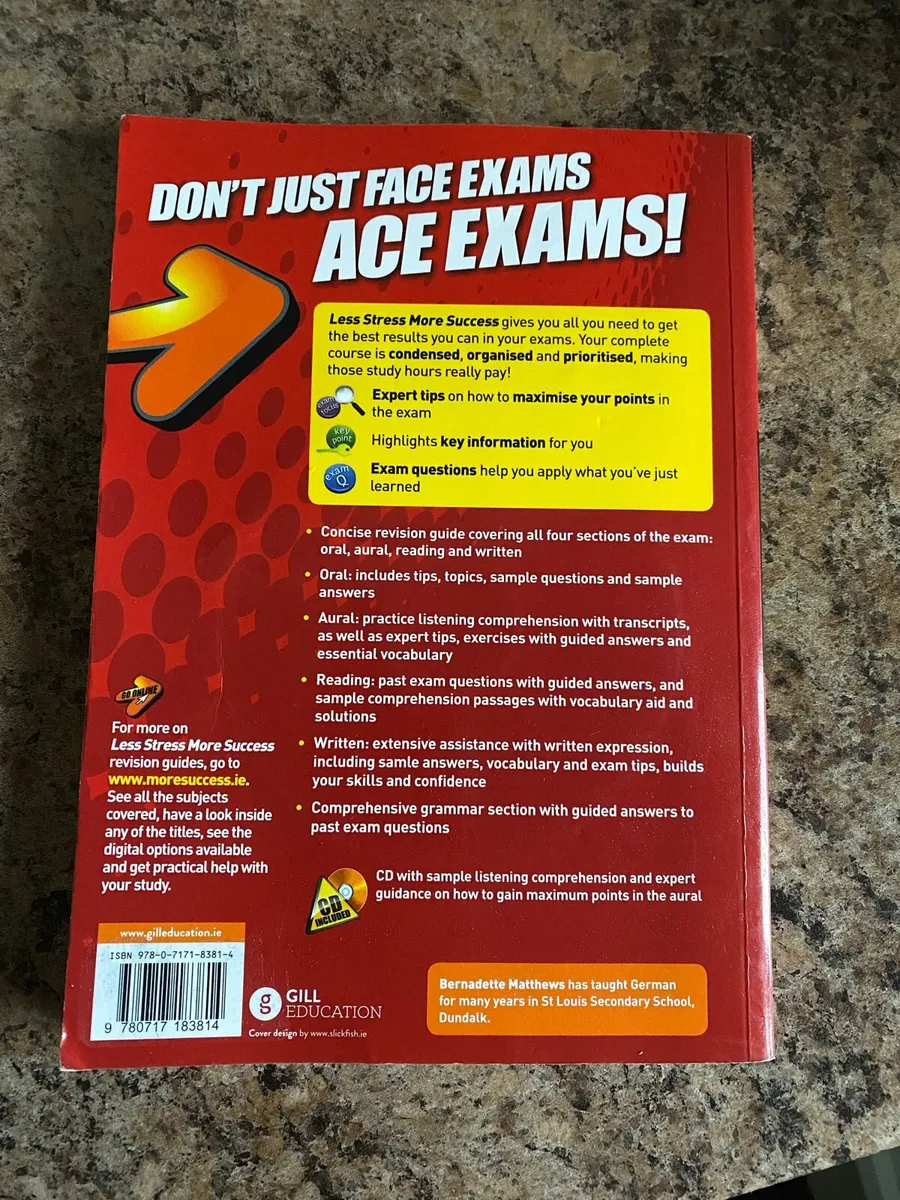 DON'T JUST FACE EXAMS
ACE EXAMS!
Less Stress More Success gives you all you need to get
the best results you can in your exams. Your complete
course is condensed, organised and prioritised, making
those study hours really pay!
exam
focus
Expert tips on how to maximise your points in
the exam
key
point
Highlights key information for you
exam
Q
Exam questions help you apply what you've just
learned
• Concise revision guide covering all four sections of the exam:
oral, aural, reading and written
• Oral: includes tips, topics, sample questions and sample
answers
• Aural: practice listening comprehension with transcripts,
as well as expert tips, exercises with guided answers and
essential vocabulary
• Reading: past exam questions with guided answers, and
sample comprehension passages with vocabulary aid and
solutions
• Written: extensive assistance with written expression,
including samle answers, vocabulary and exam tips, builds
your skills and confidence
• Comprehensive grammar section with guided answers to
past exam questions
CD
INCLUDED
CD with sample listening comprehension and expert
guidance on how to gain maximum points in the aural
GO ONLINE
For more on
Less Stress More Success
revision guides, go to
www.moresuccess.ie.
See all the subjects
covered, have a look inside
any of the titles, see the
digital options available
and get practical help with
your study.
www.gilleducation.ie
ISBN 978-0-7171-8381-4
9 780717 183814
g
GILL
EDUCATION
Cover design by www.slickfish.ie
Bernadette Matthews has taught German
for many years in St Louis Secondary School,
Dundalk.